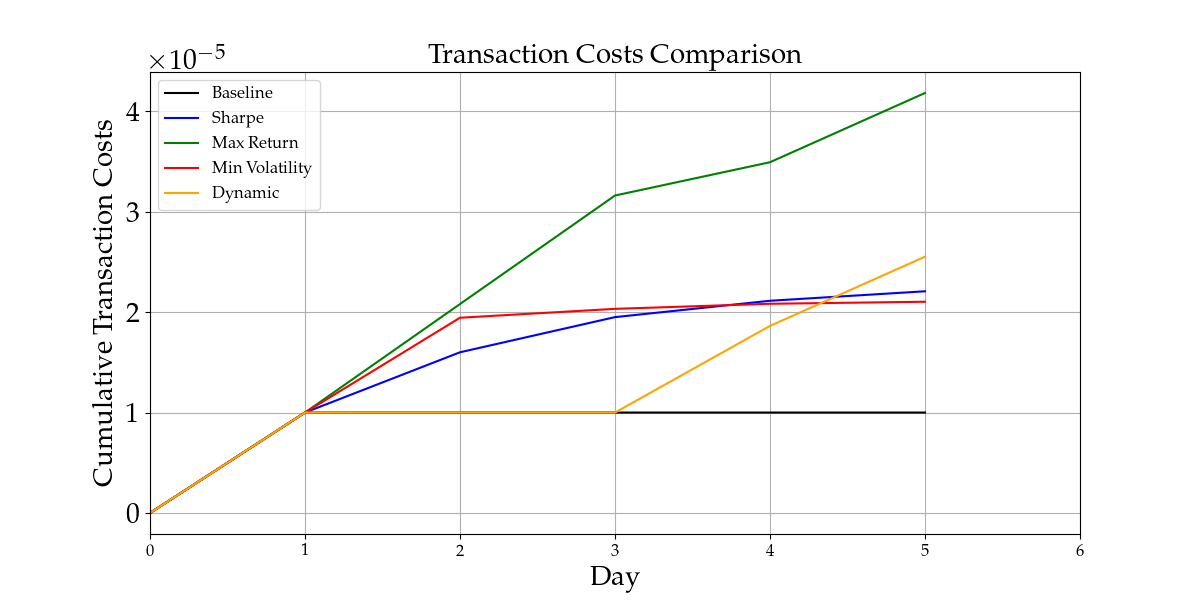 Transaction Costs Comparison
×10⁻⁵
Baseline
Sharpe
Max Return
Min Volatility
Dynamic
Cumulative Transaction Costs
4
3
2
1
0
0 1 2 3 4 5 6
Day